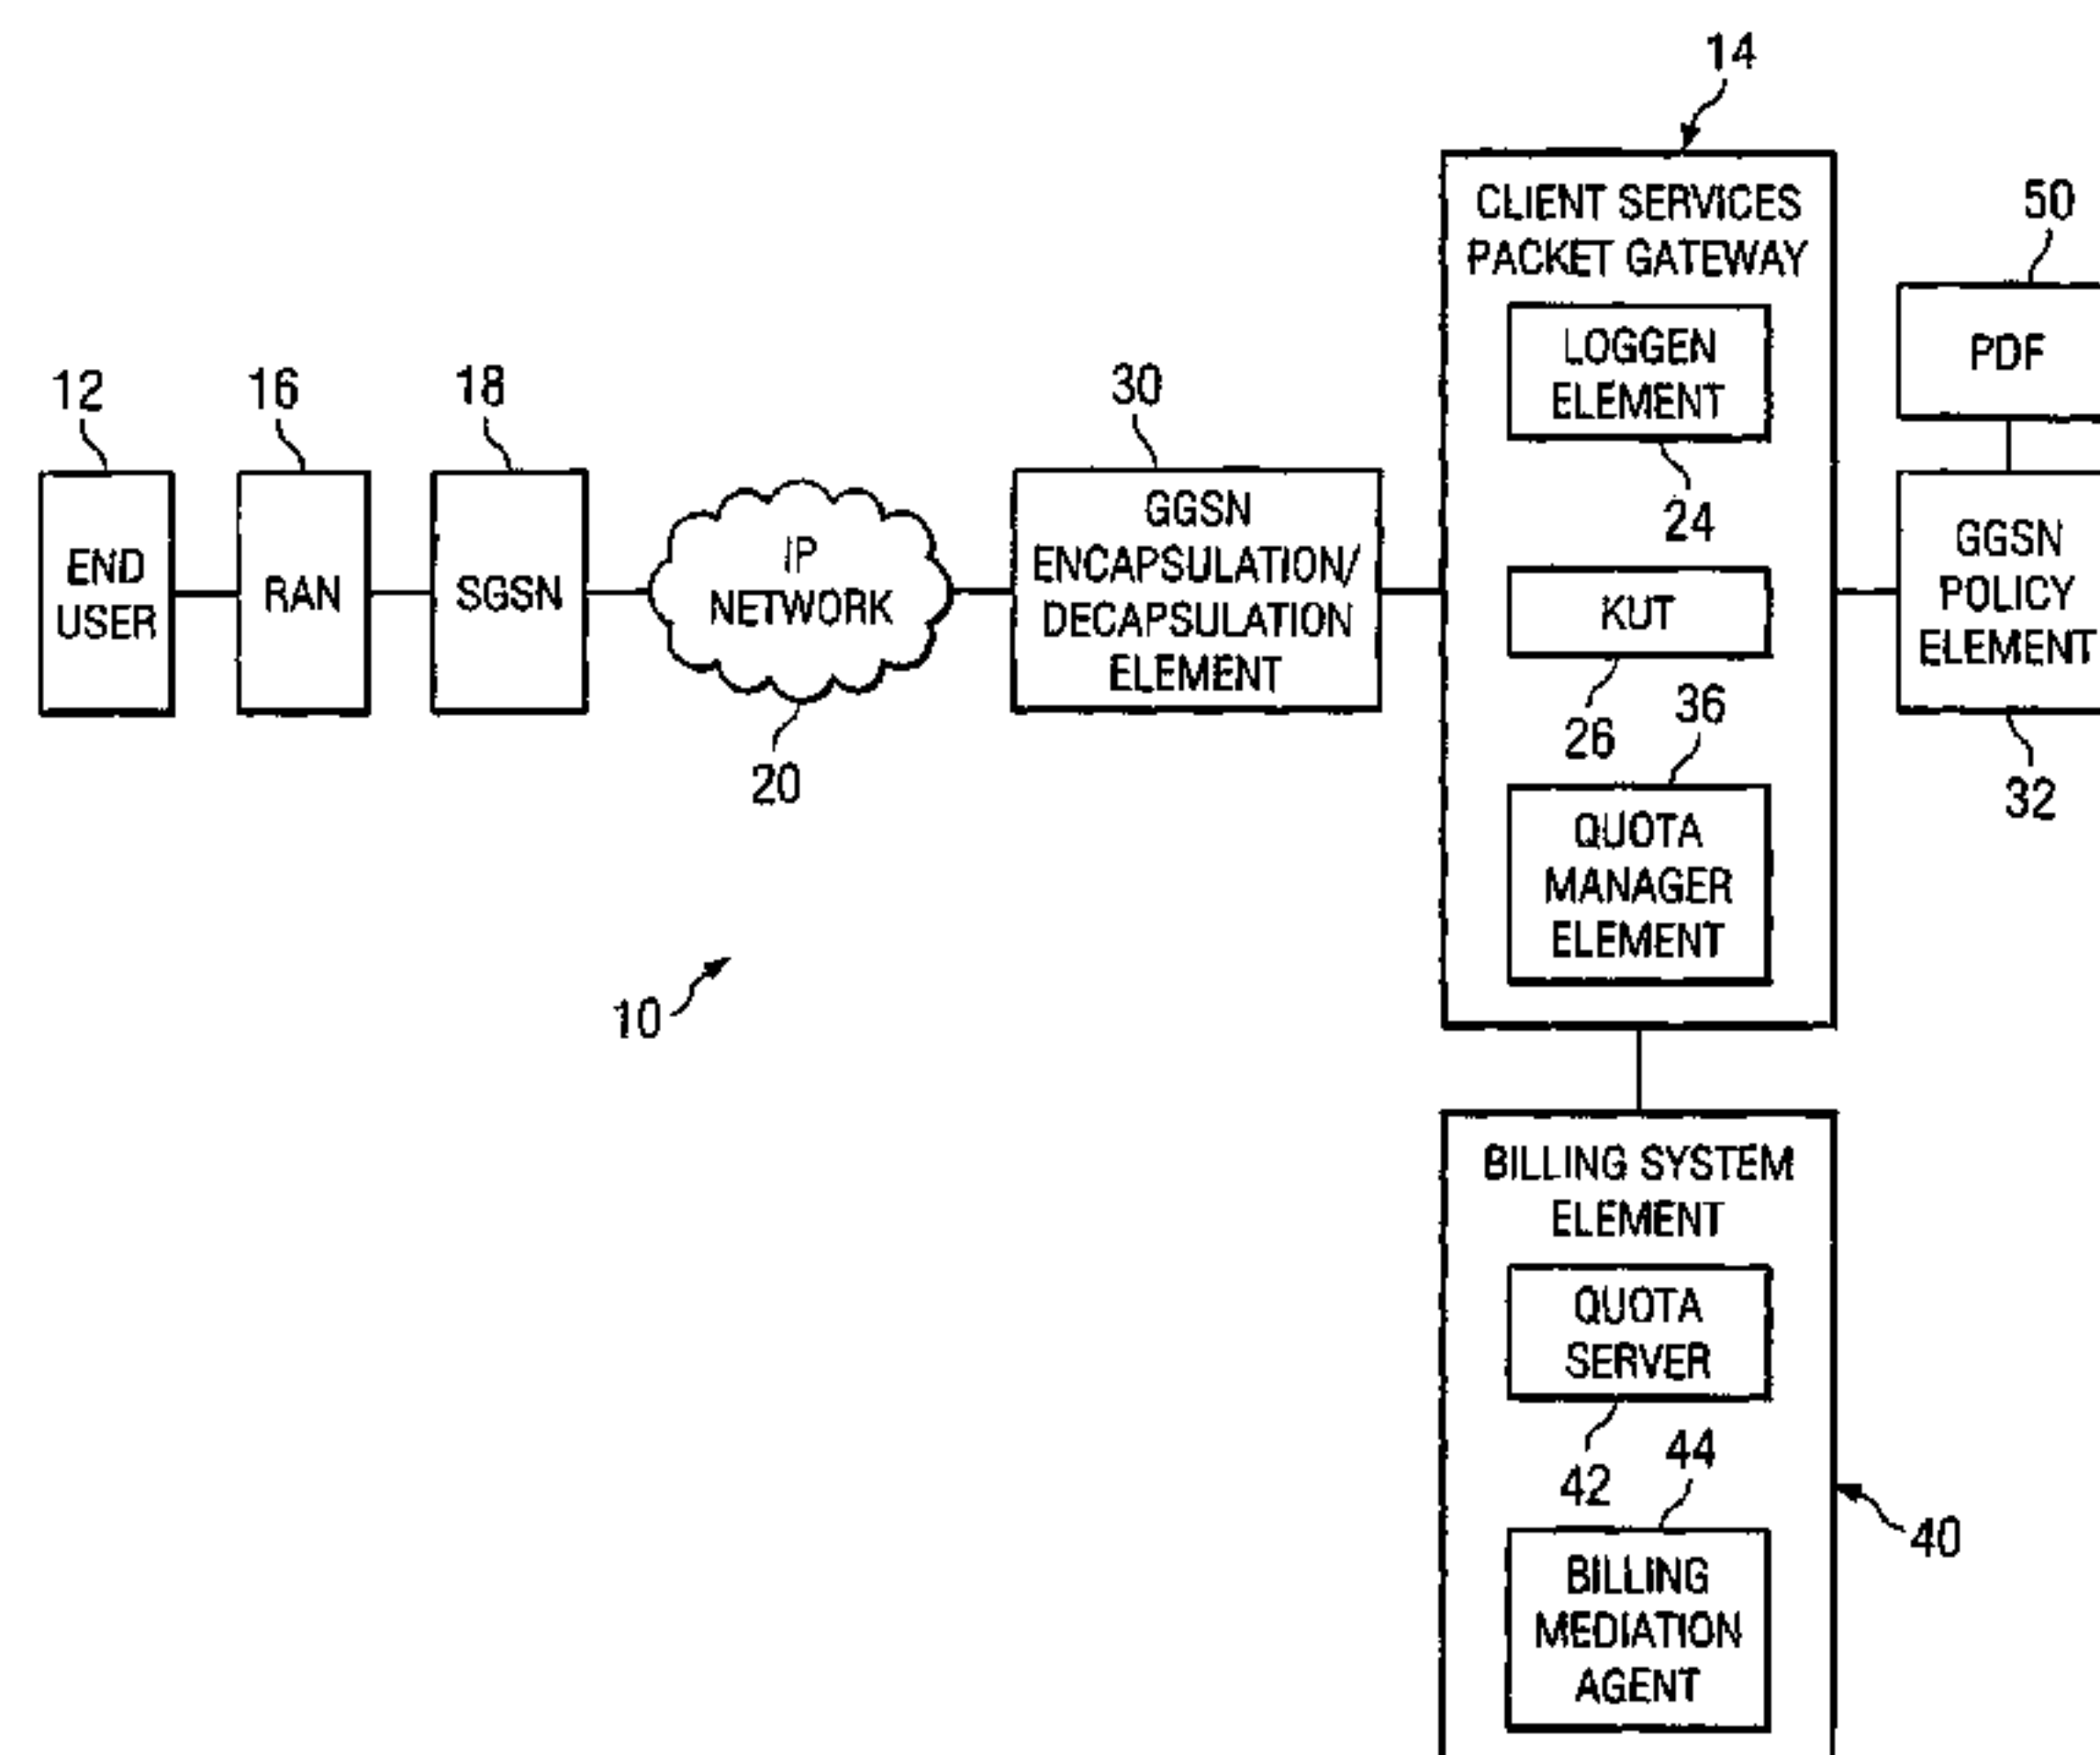 14
CLIENT SERVICES
PACKET GATEWAY
50
LOGGEN
ELEMENT
PDF
24
12
16
18
30
END
USER
RAN
SGSN
IP
NETWORK
GGSN
ENCAPSULATION/
DECAPSULATION
ELEMENT
KUT
GGSN
POLICY
ELEMENT
26
36
20
32
QUOTA
MANAGER
ELEMENT
10
BILLING SYSTEM
ELEMENT
QUOTA
SERVER
42
44
40
BILLING
MEDIATION
AGENT